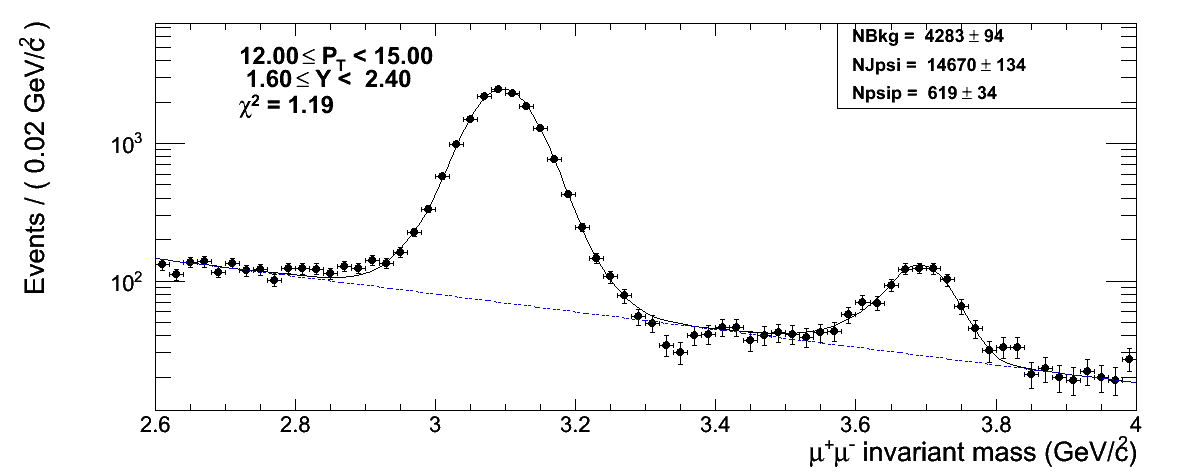 Events / ( 0.02 GeV/c²)
12.00 ≤ P_T < 15.00
1.60 ≤ Y < 2.40
χ² = 1.19
NBkg = 4283 ± 94
NJpsi = 14670 ± 134
Npsip = 619 ± 34
10³
10²
2.6 2.8 3 3.2 3.4 3.6 3.8 4
μ⁺μ⁻ invariant mass (GeV/c²)